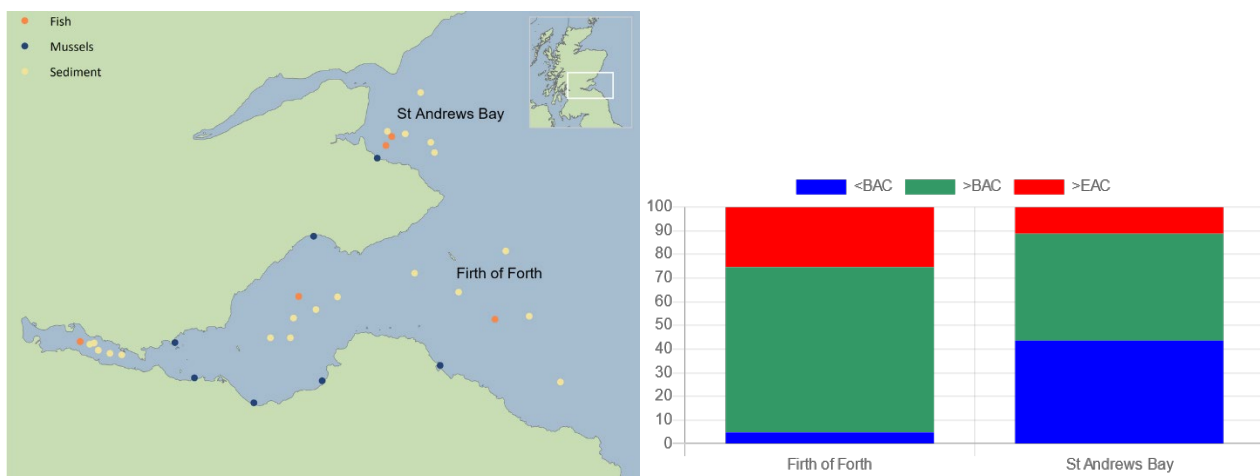 Fish
Mussels
Sediment
St Andrews Bay
Firth of Forth
<BAC >BAC >EAC
100
90
80
70
60
50
40
30
20
10
0
Firth of Forth St Andrews Bay